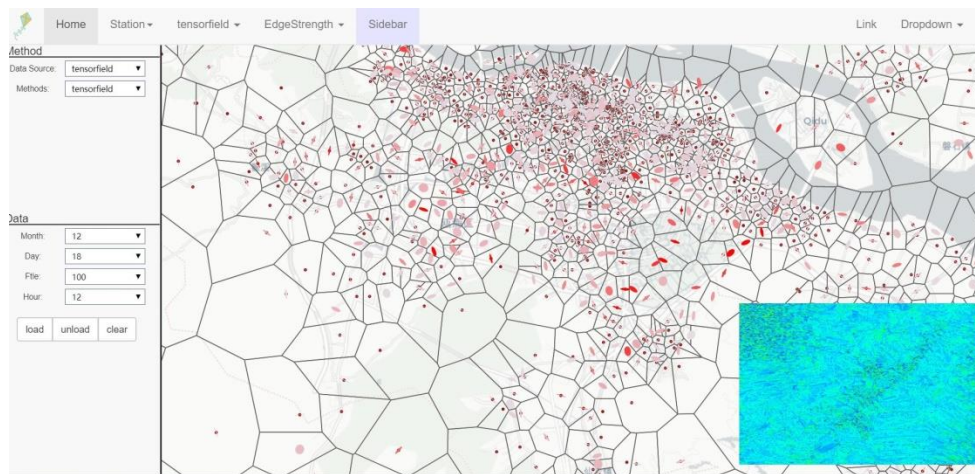 Home Station tensorfield EdgeStrength Sidebar Link Dropdown
Method
Data Source: tensorfield
Methods: tensorfield
Qidu
Data
Month: 12
Day: 18
Ftle: 100
Hour: 12
load unload clear